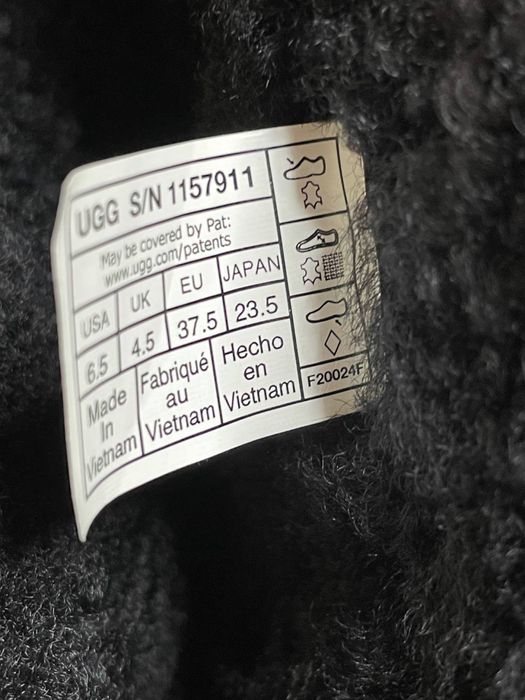 UGG S/N 1157911
May be covered by Pat:
www.ugg.com/patents
USA UK EU JAPAN
6.5 4.5 37.5 23.5
Made
In
Vietnam
Fabriqué
au
Vietnam
Hecho
en
Vietnam
F20024F